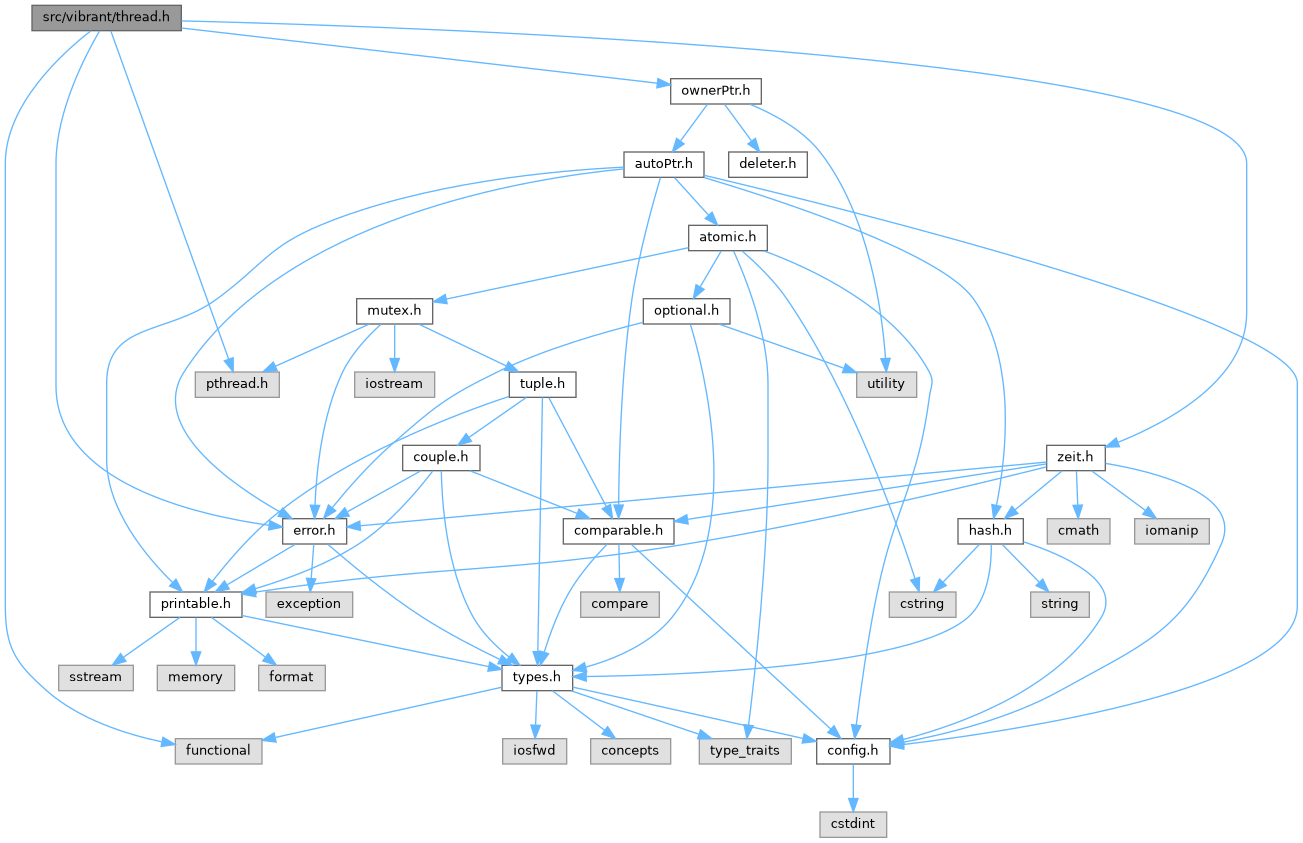 src/vibrant/thread.h
ownerPtr.h
autoPtr.h
deleter.h
atomic.h
mutex.h
optional.h
pthread.h
iostream
tuple.h
utility
couple.h
zeit.h
error.h
comparable.h
hash.h
cmath
iomanip
printable.h
exception
compare
cstring
string
sstream
memory
format
types.h
functional
iosfwd
concepts
type_traits
config.h
cstdint